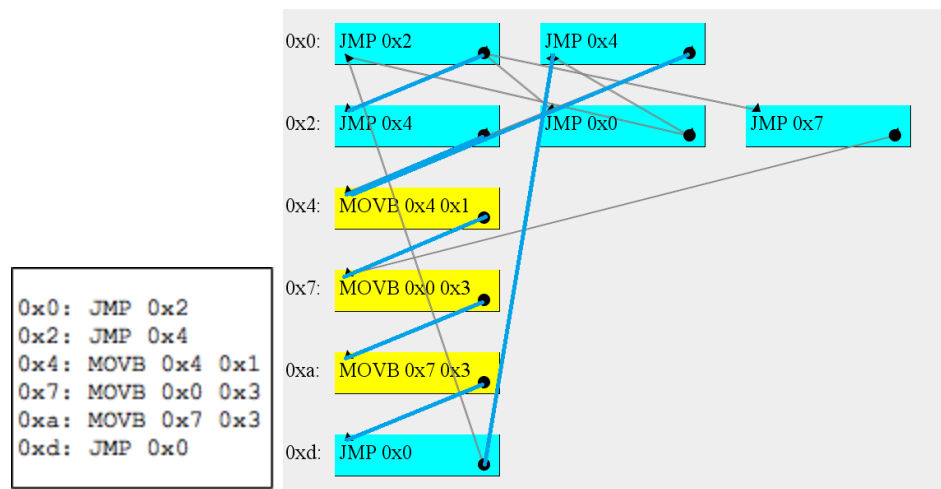 0x0: JMP 0x2
0x2: JMP 0x4
0x4: MOVB 0x4 0x1
0x7: MOVB 0x0 0x3
0xa: MOVB 0x7 0x3
0xd: JMP 0x0
0x0: JMP 0x2 JMP 0x4
0x2: JMP 0x4 JMP 0x0 JMP 0x7
0x4: MOVB 0x4 0x1
0x7: MOVB 0x0 0x3
0xa: MOVB 0x7 0x3
0xd: JMP 0x0